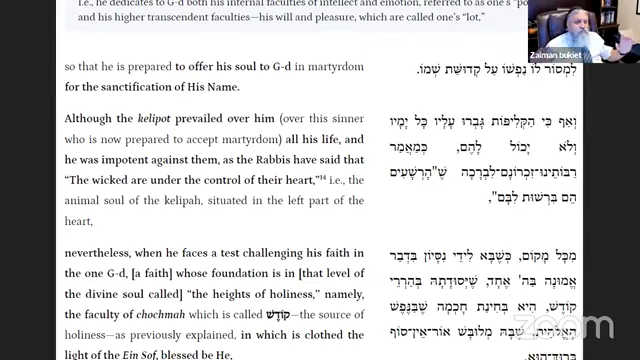 I.e., he dedicates to G-d both his internal faculties of intellect and emotion, referred to as one's "po
and his higher transcendent faculties—his will and pleasure, which are called one's "lot,"
so that he is prepared to offer his soul to G-d in martyrdom
for the sanctification of His Name.
לִמְסוֹר לוֹ נַפְשׁוֹ עַל קְדוּשַּׁת שְׁמוֹ.
Although the kelipot prevailed over him (over this sinner
who is now prepared to accept martyrdom) all his life, and
he was impotent against them, as the Rabbis have said that
"The wicked are under the control of their heart,"14 i.e., the
animal soul of the kelipah, situated in the left part of the
heart,
וְאַף כִּי הַקְּלִיפּוֹת גָּבְרוּ עָלָיו כָּל יָמָיו
וְלֹא יָכוֹל לָהֶם, כְּמַאֲמַר
רַבּוֹתֵינוּ־זִכְרוֹנָם־לִבְרָכָה שֶׁ"הָרְשָׁעִים
הֵם בִּרְשׁוּת לִבָּם",
nevertheless, when he faces a test challenging his faith in
the one G-d, [a faith] whose foundation is in [that level of
the divine soul called] "the heights of holiness," namely,
the faculty of chochmah which is called קוֹדֶשׁ—the source of
holiness—as previously explained, in which is clothed the
light of the Ein Sof, blessed be He,
מִכָּל מָקוֹם, כְּשֶׁבָּא לִידֵי נִסָּיוֹן בִּדְבַר
אֱמוּנָה בַּה' אֶחָד, שֶׁיְּסוֹדָתָהּ בְּהַרְרֵי
קוֹדֶשׁ, הִיא בְּחִינַת חָכְמָה שֶׁבַּנֶּפֶשׁ
הָאֱלֹהִית, שֶׁבָּהּ מְלוּבָּשׁ אוֹר־אֵין־סוֹף
בָּרוּךְ־הוּא.
Zalman bukiet
zoom